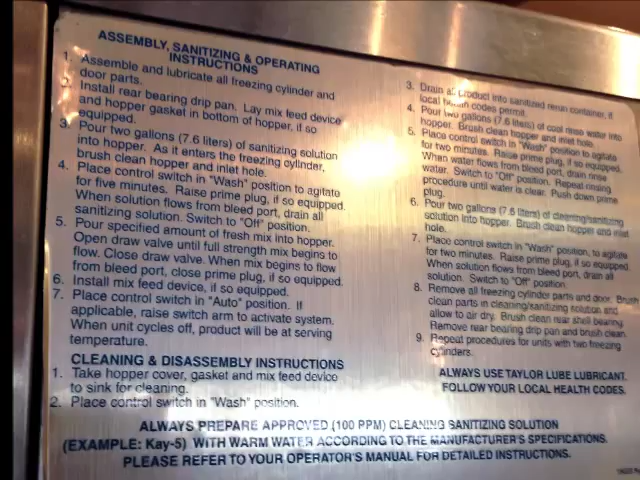 ASSEMBLY, SANITIZING & OPERATING
INSTRUCTIONS
1. Assemble and lubricate all freezing cylinder and
door parts.
2. Install rear bearing drip pan. Lay mix feed device
and hopper gasket in bottom of hopper, if so
equipped.
3. Pour two gallons (7.6 liters) of sanitizing solution
into hopper. As it enters the freezing cylinder,
brush clean hopper and inlet hole.
4. Place control switch in "Wash" position to agitate
for five minutes. Raise prime plug, if so equipped.
When solution flows from bleed port, drain all
sanitizing solution. Switch to "Off" position.
5. Pour specified amount of fresh mix into hopper.
Open draw valve until full strength mix begins to
flow. Close draw valve. When mix begins to flow
from bleed port, close prime plug, if so equipped.
6. Install mix feed device, if so equipped.
7. Place control switch in "Auto" position. If
applicable, raise switch arm to activate system.
When unit cycles off, product will be at serving
temperature.
CLEANING & DISASSEMBLY INSTRUCTIONS
1. Take hopper cover, gasket and mix feed device
to sink for cleaning.
2. Place control switch in "Wash" position.
3. Drain all product into sanitized rerun container, if
local health codes permit.
4. Pour two gallons (7.6 liters) of cool rinse water into
hopper. Brush clean hopper and inlet hole.
5. Place control switch in "Wash" position to agitate
for two minutes. Raise prime plug, if so equipped.
When water flows from bleed port, drain rinse
water. Switch to "Off" position. Repeat rinsing
procedure until water is clear. Push down prime
plug.
6. Pour two gallons (7.6 liters) of cleaning/sanitizing
solution into hopper. Brush clean hopper and inlet
hole.
7. Place control switch in "Wash" position, to agitate
for two minutes. Raise prime plug, if so equipped.
When solution flows from bleed port, drain all
solution. Switch to "Off" position.
8. Remove all freezing cylinder parts and door. Brush
clean parts in cleaning/sanitizing solution and
allow to air dry. Brush clean rear shell bearing.
Remove rear bearing drip pan and brush clean.
9. Repeat procedures for units with two freezing
cylinders.
ALWAYS USE TAYLOR LUBE LUBRICANT.
FOLLOW YOUR LOCAL HEALTH CODES.
ALWAYS PREPARE APPROVED (100 PPM) CLEANING SANITIZING SOLUTION
(EXAMPLE: Kay-5) WITH WARM WATER ACCORDING TO THE MANUFACTURER'S SPECIFICATIONS.
PLEASE REFER TO YOUR OPERATOR'S MANUAL FOR DETAILED INSTRUCTIONS.